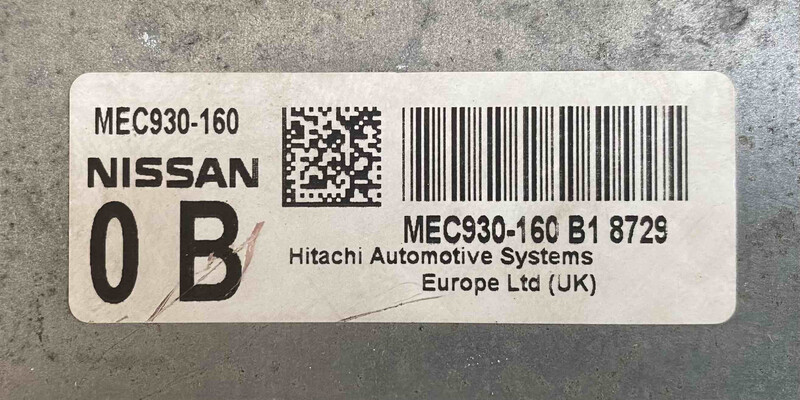 MEC930-160
NISSAN
0 B
MEC930-160 B1 8729
Hitachi Automotive Systems
Europe Ltd (UK)